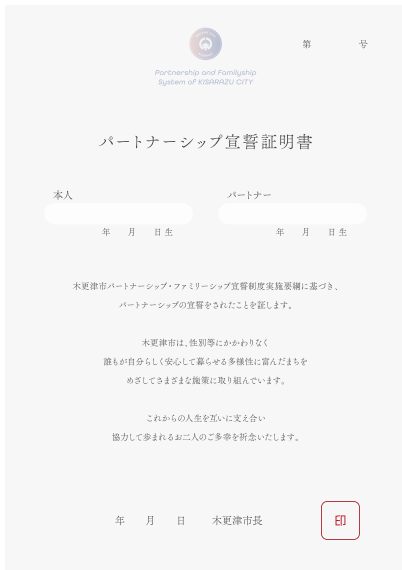 第 号
Partnership and Familyship
System of KISARAZU CITY
パートナーシップ宣誓証明書
本人 パートナー
年 月 日生 年 月 日生
木更津市パートナーシップ・ファミリーシップ宣誓制度実施要綱に基づき、
パートナーシップの宣誓をされたことを証します。
木更津市は、性別等にかかわりなく
誰もが自分らしく安心して暮らせる多様性に富んだまちを
めざしてさまざまな施策に取り組んでいます。
これからの人生を互いに支え合い
協力して歩まれるお二人のご多幸を祈念いたします。
年 月 日 木更津市長 印